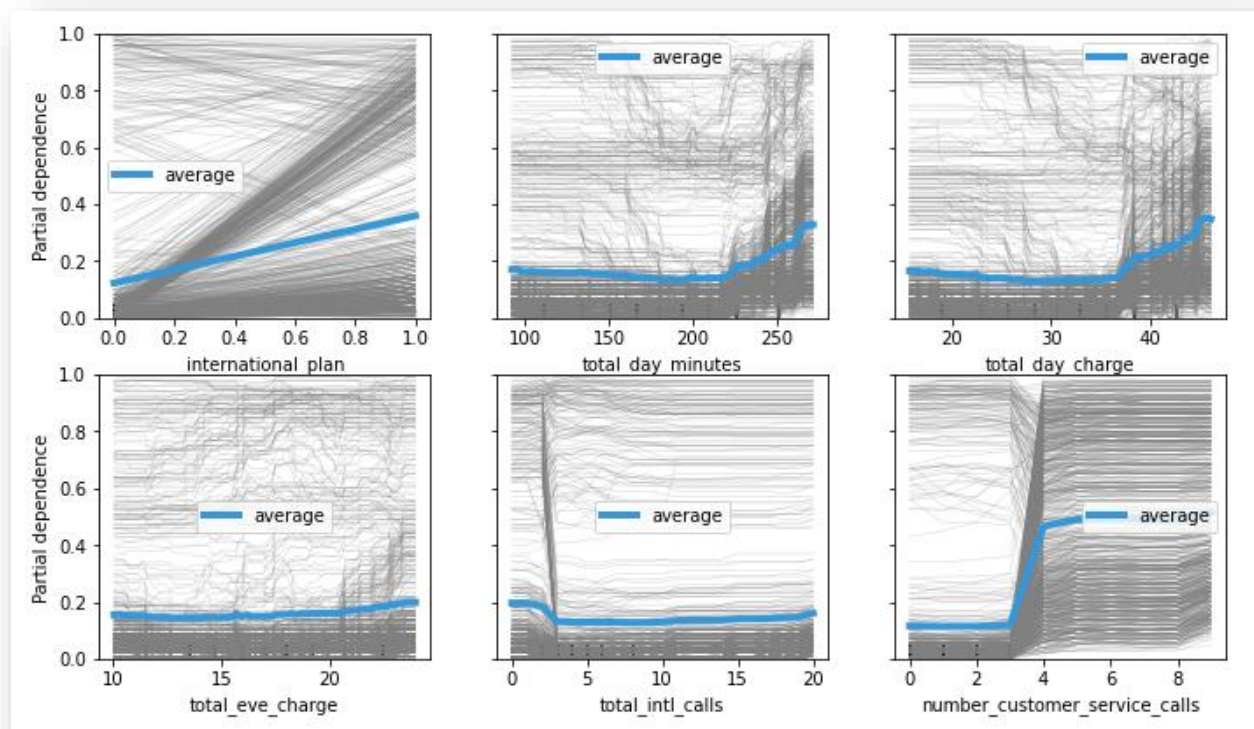 1.0
0.8
0.6
0.4
0.2
0.0
Partial dependence
average
0.0 0.2 0.4 0.6 0.8 1.0
international_plan
average
100 150 200 250
total_day_minutes
average
20 30 40
total_day_charge
1.0
0.8
0.6
0.4
0.2
0.0
Partial dependence
average
10 15 20
total_eve_charge
average
0 5 10 15 20
total_intl_calls
average
0 2 4 6 8
number_customer_service_calls